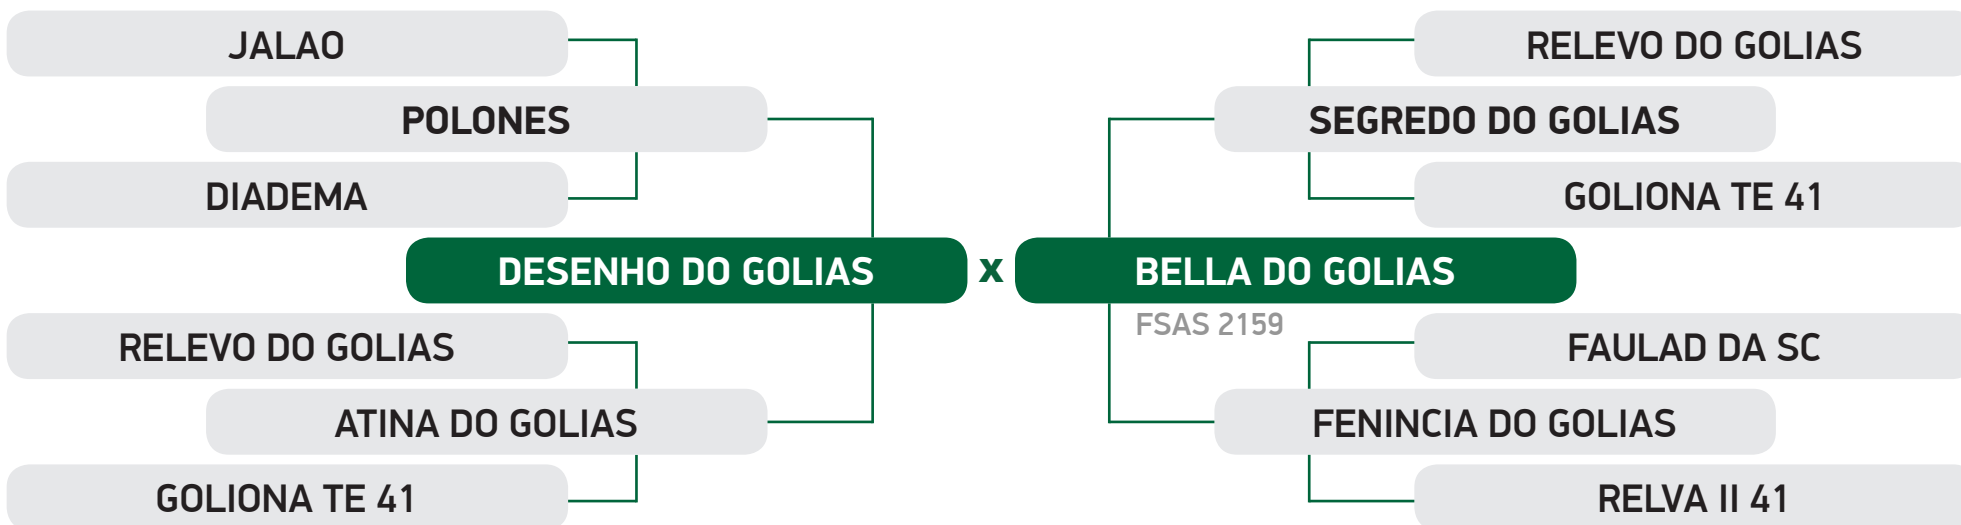 JALAO
RELEVO DO GOLIAS
POLONES
SEGREDO DO GOLIAS
DIADEMA
GOLIONA TE 41
DESENHO DO GOLIAS x BELLA DO GOLIAS
FSAS 2159
RELEVO DO GOLIAS
FAULAD DA SC
ATINA DO GOLIAS
FENINCIA DO GOLIAS
GOLIONA TE 41
RELVA II 41